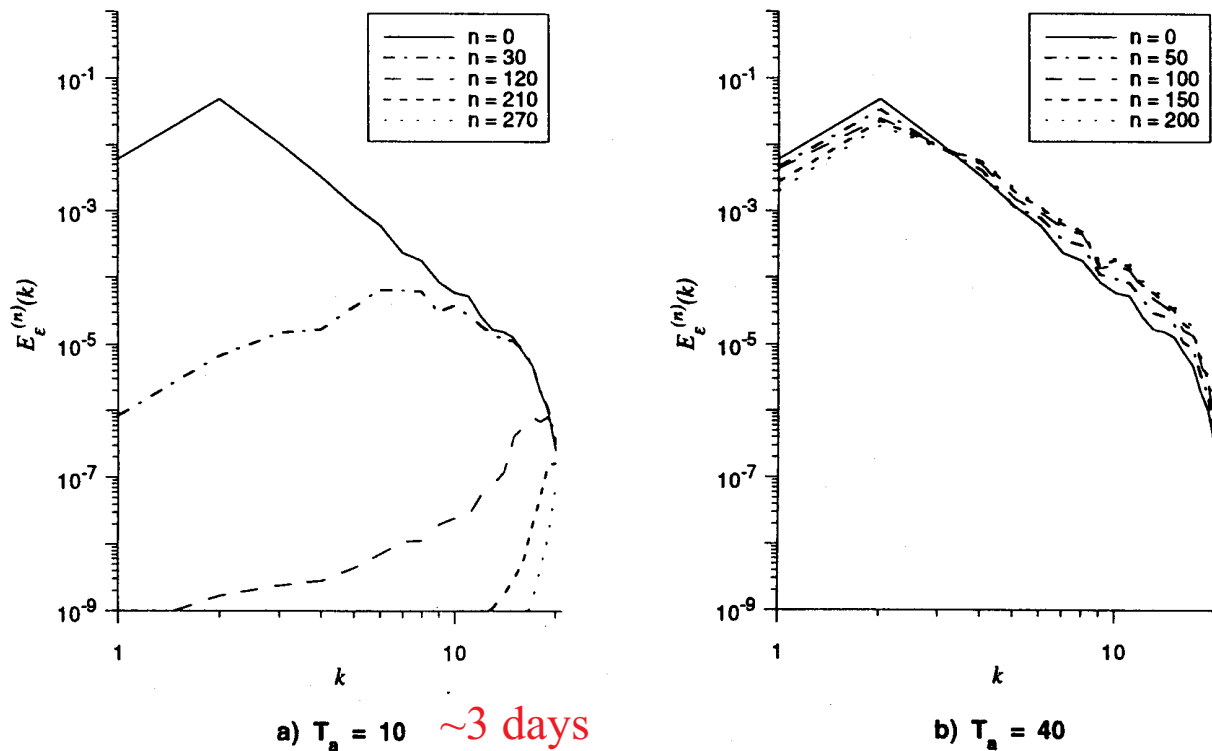 n = 0
n = 30
n = 120
n = 210
n = 270
10⁻¹
10⁻³
10⁻⁵
10⁻⁷
10⁻⁹
E_ε^(n)(k)
1
10
k
a) T_a = 10
~3 days
n = 0
n = 50
n = 100
n = 150
n = 200
10⁻¹
10⁻³
10⁻⁵
10⁻⁷
10⁻⁹
E_ε^(n)(k)
1
10
k
b) T_a = 40